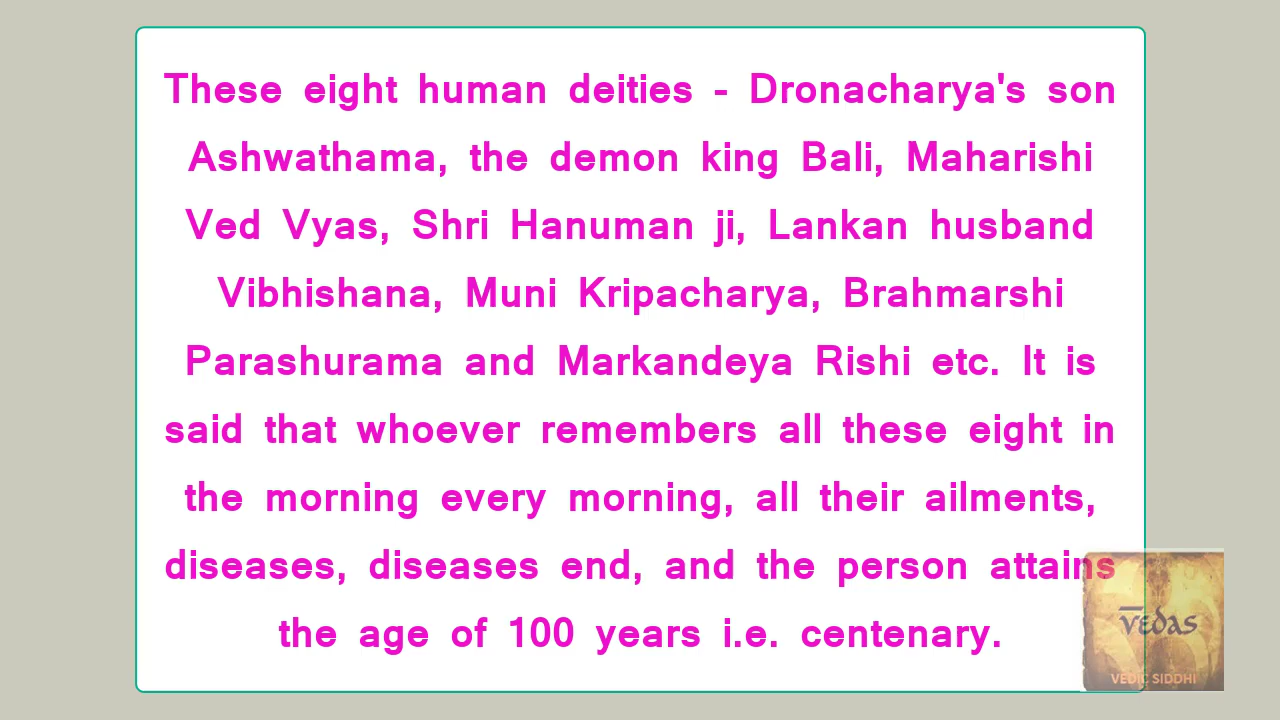 These eight human deities - Dronacharya's son
Ashwathama, the demon king Bali, Maharishi
Ved Vyas, Shri Hanuman ji, Lankan husband
Vibhishana, Muni Kripacharya, Brahmarshi
Parashurama and Markandeya Rishi etc. It is
said that whoever remembers all these eight in
the morning every morning, all their ailments,
diseases, diseases end, and the person attains
the age of 100 years i.e. centenary.
vedas
VEDIC SIDDHI